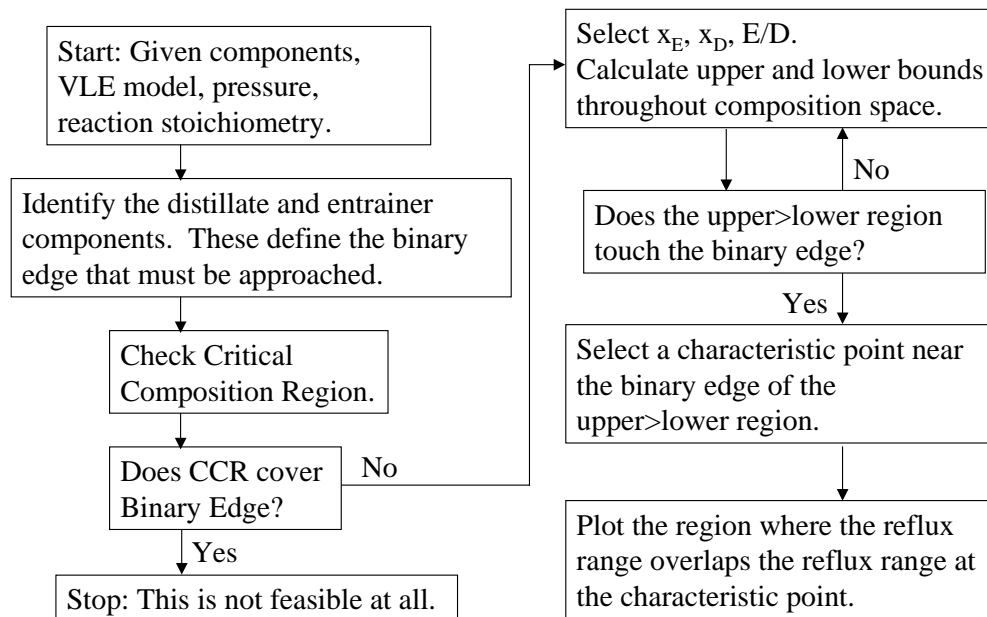 Start: Given components,
VLE model, pressure,
reaction stoichiometry.
Identify the distillate and entrainer
components.  These define the binary
edge that must be approached.
Check Critical
Composition Region.
Does CCR cover
Binary Edge?
No
Yes
Stop: This is not feasible at all.
Select x_E, x_D, E/D.
Calculate upper and lower bounds
throughout composition space.
No
Does the upper>lower region
touch the binary edge?
Yes
Select a characteristic point near
the binary edge of the
upper>lower region.
Plot the region where the reflux
range overlaps the reflux range at
the characteristic point.